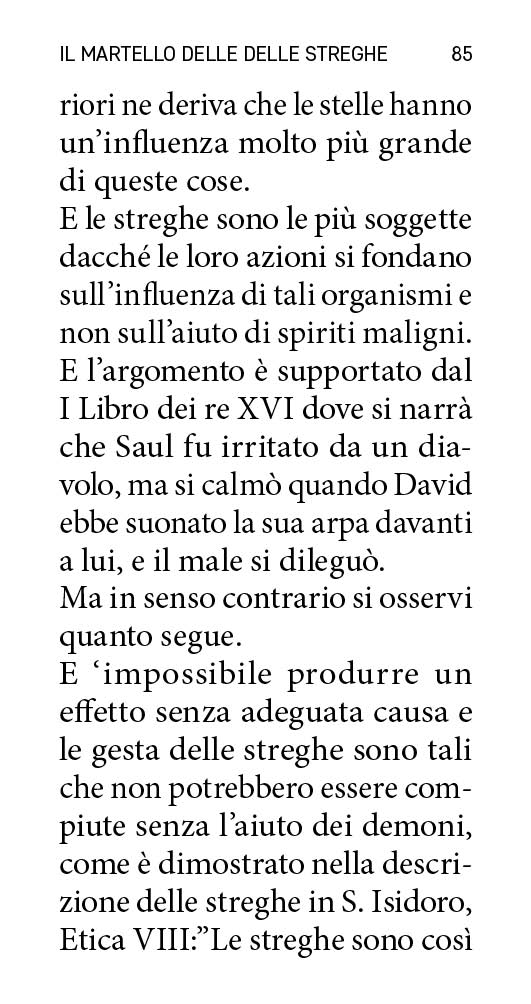 IL MARTELLO DELLE DELLE STREGHE 85
riori ne deriva che le stelle hanno
un’influenza molto più grande
di queste cose.
E le streghe sono le più soggette
dacché le loro azioni si fondano
sull’influenza di tali organismi e
non sull’aiuto di spiriti maligni.
E l’argomento è supportato dal
I Libro dei re XVI dove si narrà
che Saul fu irritato da un dia-
volo, ma si calmò quando David
ebbe suonato la sua arpa davanti
a lui, e il male si dileguò.
Ma in senso contrario si osservi
quanto segue.
E ‘impossibile produrre un
effetto senza adeguata causa e
le gesta delle streghe sono tali
che non potrebbero essere com-
piute senza l’aiuto dei demoni,
come è dimostrato nella descri-
zione delle streghe in S. Isidoro,
Etica VIII:”Le streghe sono così